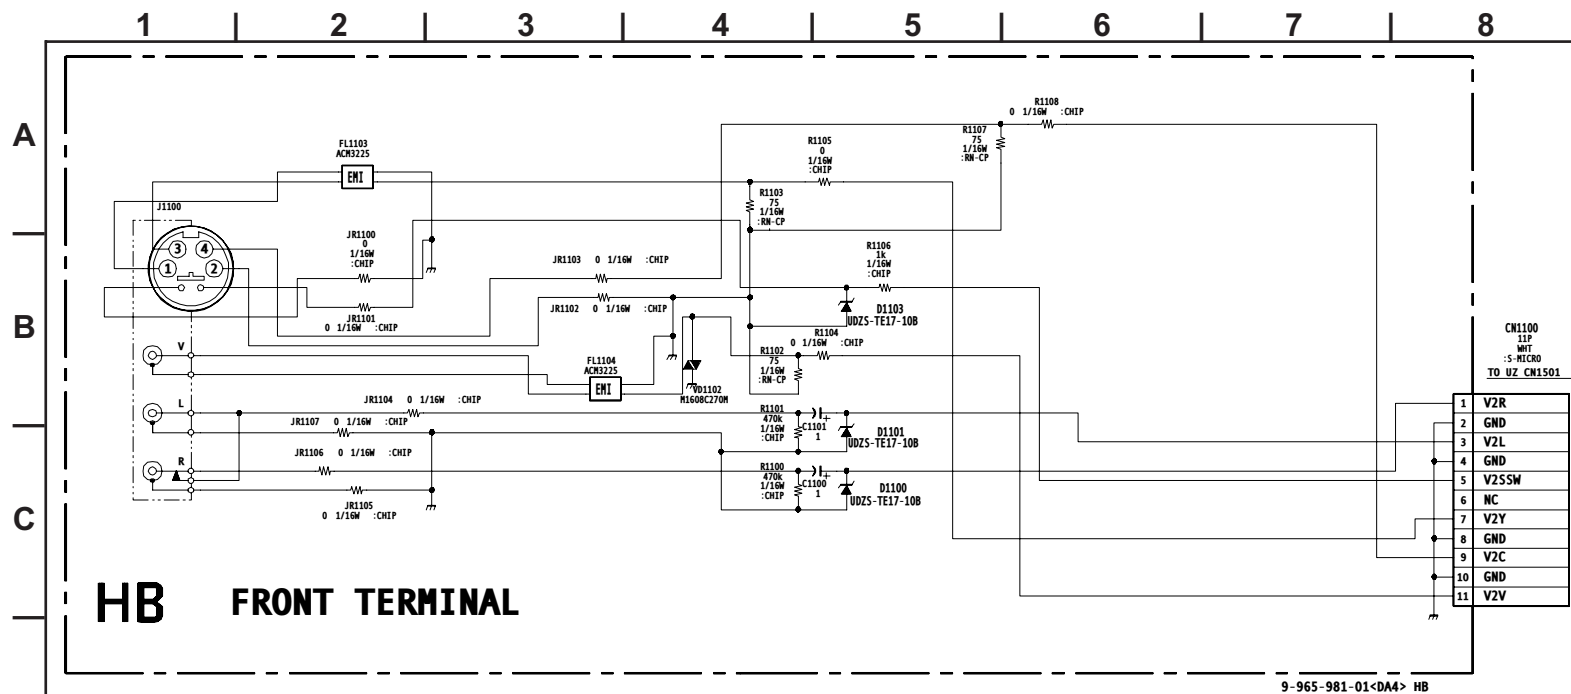 1 2 3 4 5 6 7 8
A
B
C
R1108
0 1/16W :CHIP
R1107
75
1/16W
:RN-CP
R1105
0
1/16W
:CHIP
FL1103
ACM3225
EMI
R1103
75
1/16W
:RN-CP
J1100
3 4
1 2
JR1100
0
1/16W
:CHIP
R1106
1k
1/16W
:CHIP
JR1103 0 1/16W :CHIP
JR1102 0 1/16W :CHIP
JR1101
0 1/16W :CHIP
D1103
UDZS-TE17-10B
R1104
0 1/16W :CHIP
R1102
75
1/16W
:RN-CP
V
FL1104
ACM3225
EMI
VD1102
M1608C270M
CN1100
11P
WHT
:S-MICRO
TO UZ CN1501
L
JR1104 0 1/16W :CHIP
JR1107 0 1/16W :CHIP
R1101
470k
1/16W
:CHIP
C1101
1
+
D1101
UDZS-TE17-10B
R
JR1106 0 1/16W :CHIP
JR1105
0 1/16W :CHIP
R1100
470k
1/16W
:CHIP
C1100
1
+
D1100
UDZS-TE17-10B
1 V2R
2 GND
3 V2L
4 GND
5 V2SSW
6 NC
7 V2Y
8 GND
9 V2C
10 GND
11 V2V
HB FRONT TERMINAL
9-965-981-01<DA4> HB